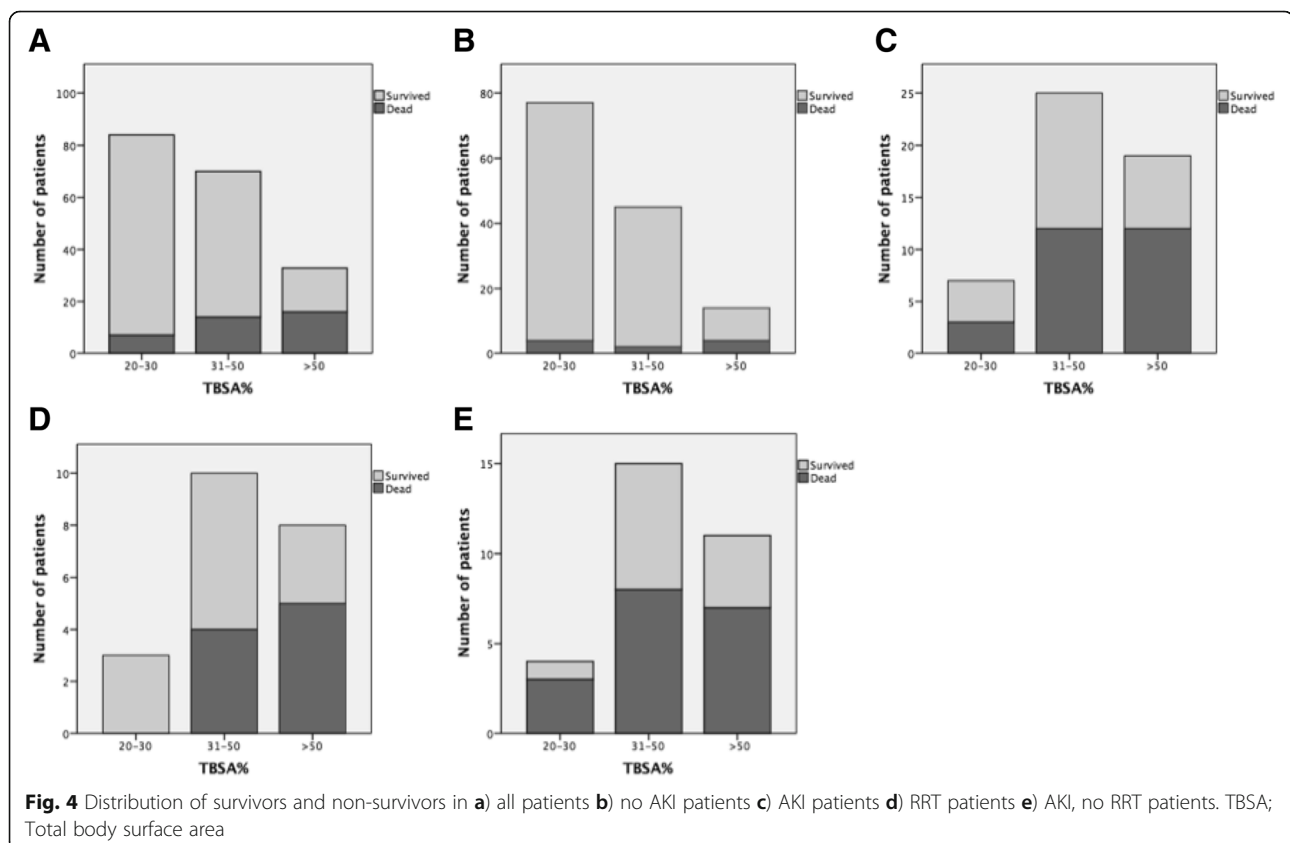 A
Number of patients
100
80
60
40
20
0
20-30
31-50
>50
TBSA%
Survived
Dead
B
Number of patients
80
60
40
20
0
20-30
31-50
>50
TBSA%
Survived
Dead
C
Number of patients
25
20
15
10
5
0
20-30
31-50
>50
TBSA%
Survived
Dead
D
Number of patients
10
8
6
4
2
0
20-30
31-50
>50
TBSA%
Survived
Dead
E
Number of patients
15
10
5
0
20-30
31-50
>50
TBSA%
Survived
Dead
Fig. 4 Distribution of survivors and non-survivors in a) all patients b) no AKI patients c) AKI patients d) RRT patients e) AKI, no RRT patients. TBSA;
Total body surface area